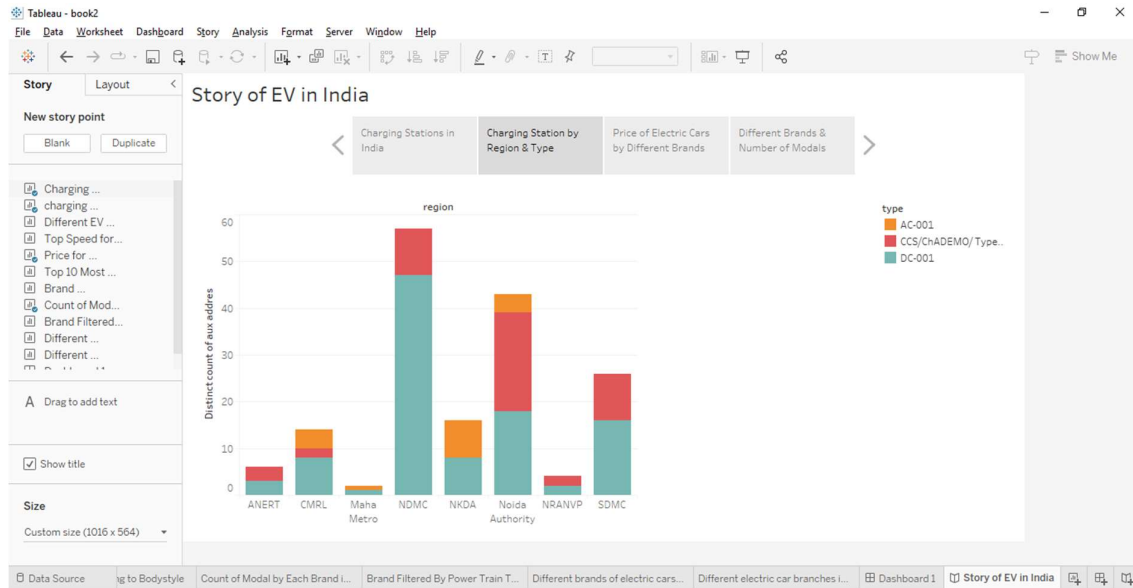 Tableau - book2
File Data Worksheet Dashboard Story Analysis Format Server Window Help
Show Me
Story Layout
New story point
Blank Duplicate
Charging ...
charging ...
Different EV ...
Top Speed for...
Price for ...
Top 10 Most ...
Brand ...
Count of Mod...
Brand Filtered...
Different ...
Different ...
A Drag to add text
Show title
Size
Custom size (1016 x 564)
Story of EV in India
Charging Stations in
India
Charging Station by
Region & Type
Price of Electric Cars
by Different Brands
Different Brands &
Number of Modals
region
Distinct count of aux addres
60
50
40
30
20
10
0
ANERT CMRL Maha Metro NDMC NKDA Noida Authority NRANVP SDMC
type
AC-001
CCS/ChADEMO/ Type..
DC-001
Data Source
ng to Bodystyle
Count of Modal by Each Brand i...
Brand Filtered By Power Train T...
Different brands of electric cars...
Different electric car branches i...
Dashboard 1
Story of EV in India